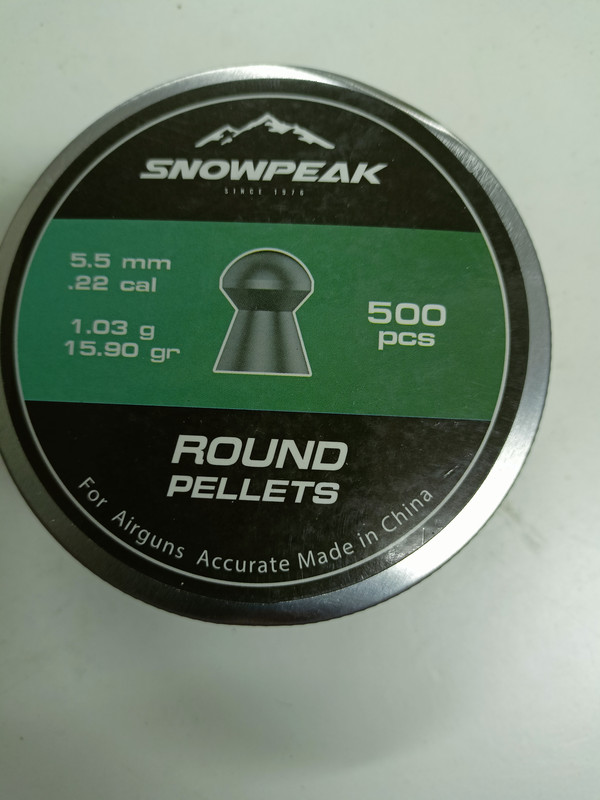 SNOWPEAK
SINCE 1976
5.5 mm
.22 cal
1.03 g
15.90 gr
500
pcs
ROUND
PELLETS
For Airguns Accurate Made in China